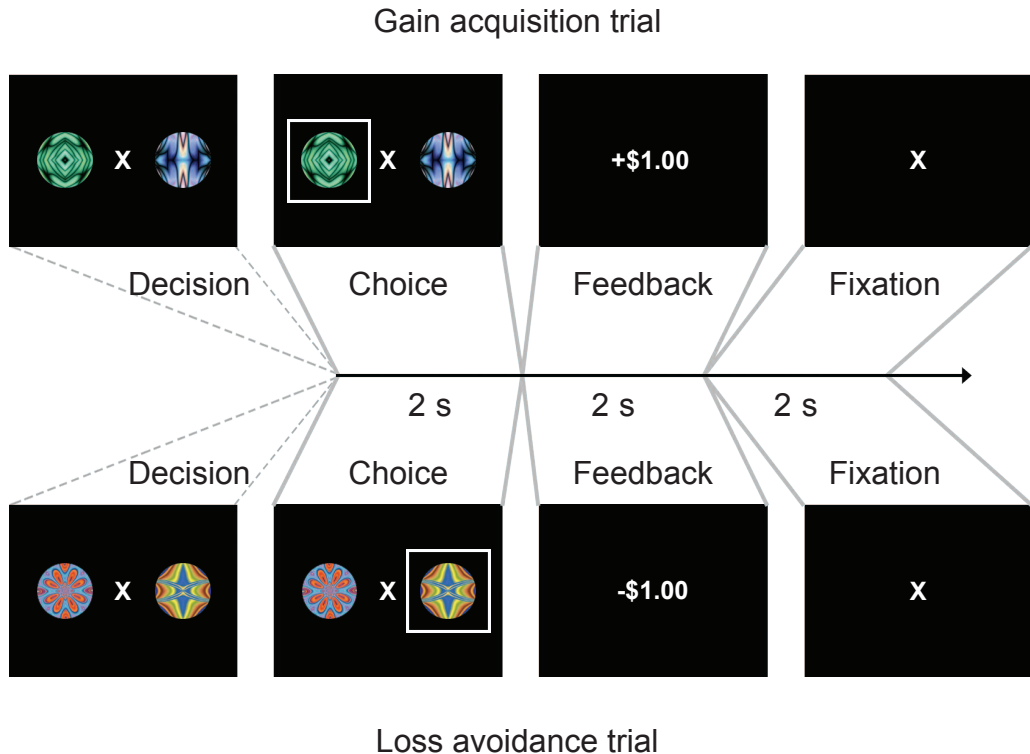 Gain acquisition trial
X
X
+$1.00
X
Decision
Choice
Feedback
Fixation
2 s
2 s
2 s
Decision
Choice
Feedback
Fixation
X
X
-$1.00
X
Loss avoidance trial